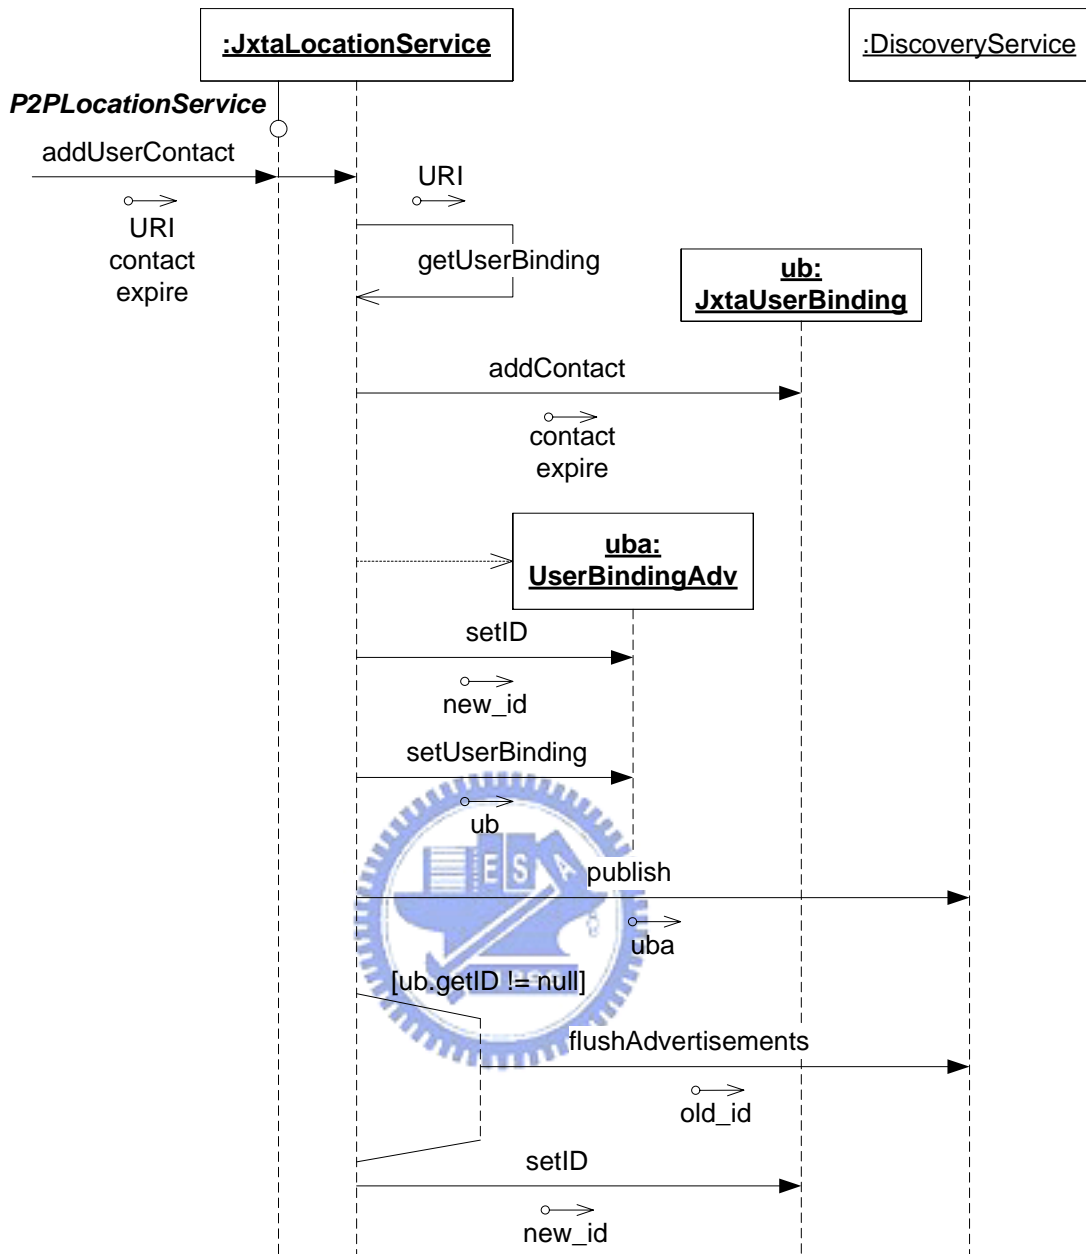 :JxtaLocationService
:DiscoveryService
P2PLocationService
addUserContact
URI
contact
expire
URI
getUserBinding
ub:
JxtaUserBinding
addContact
contact
expire
uba:
UserBindingAdv
setID
new_id
setUserBinding
ub
ESA
publish
uba
[ub.getID != null]
flushAdvertisements
old_id
setID
new_id